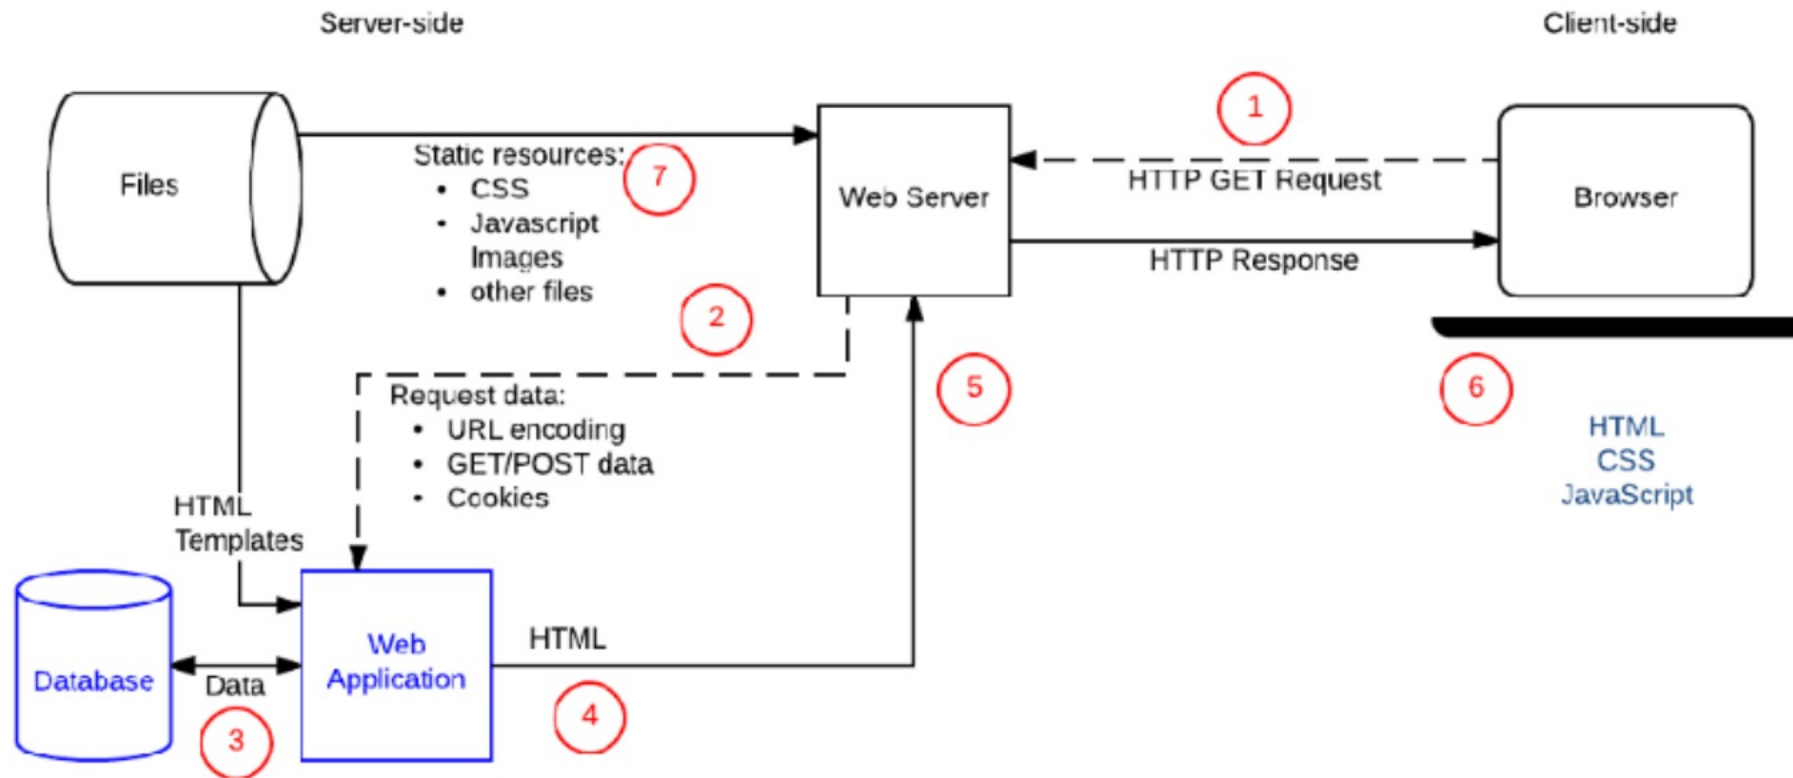 Server-side
Client-side
1
Files
Static resources:
• CSS
• Javascript
Images
• other files
7
Web Server
HTTP GET Request
HTTP Response
Browser
2
Request data:
• URL encoding
• GET/POST data
• Cookies
5
6
HTML
CSS
JavaScript
HTML
Templates
Database
Data
3
Web
Application
HTML
4